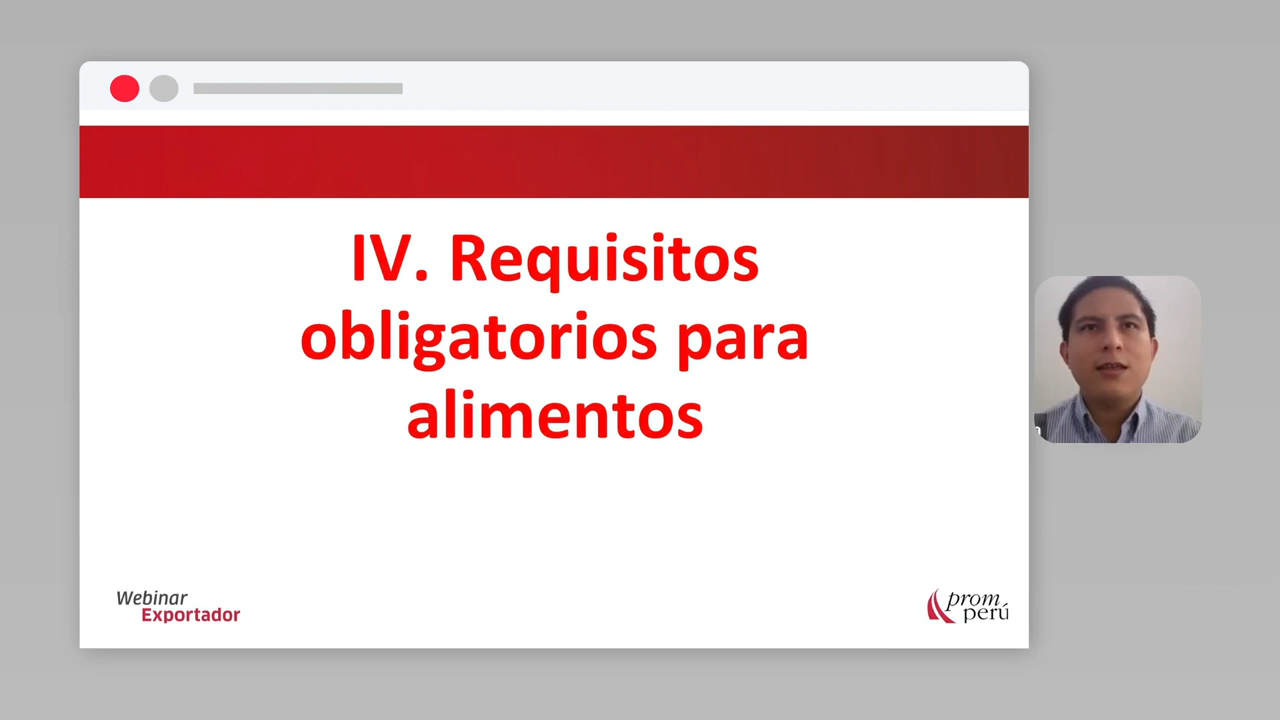 IV. Requisitos
obligatorios para
alimentos
Webinar
Exportador
prom
perú